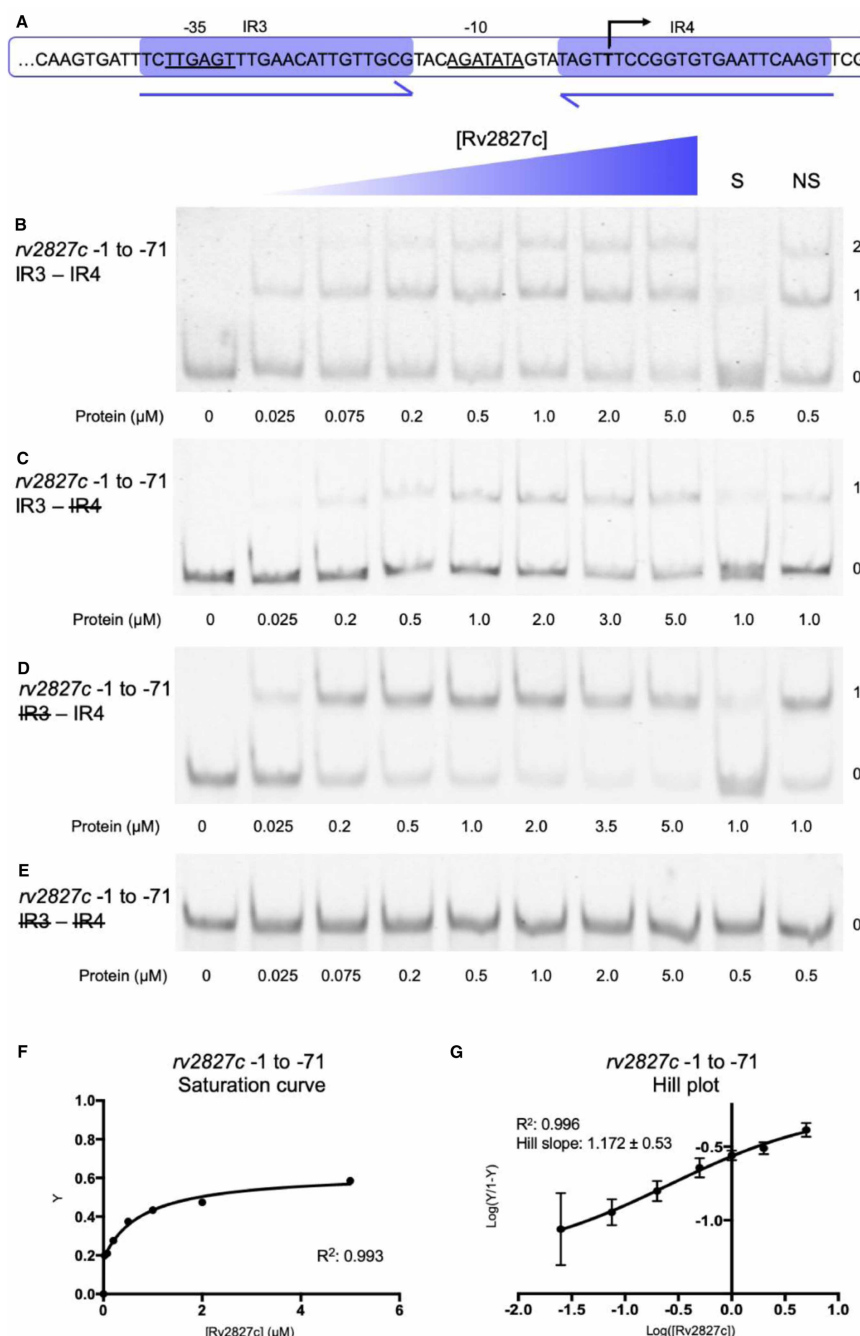 A
-35 IR3 -10 IR4
...CAAGTGATTTCTTGAGTTTGAACATTGTTGCGTACAGATATAGTATAGTTTTCCGGTGTGAATTCAAGTTCG
[Rv2827c]
S NS
B
rv2827c -1 to -71
IR3 – IR4
2
1
0
Protein (µM) 0 0.025 0.075 0.2 0.5 1.0 2.0 5.0 0.5 0.5
C
rv2827c -1 to -71
IR3 – IR4
1
0
Protein (µM) 0 0.025 0.2 0.5 1.0 2.0 3.0 5.0 1.0 1.0
D
rv2827c -1 to -71
IR3 – IR4
1
0
Protein (µM) 0 0.025 0.2 0.5 1.0 2.0 3.5 5.0 1.0 1.0
E
rv2827c -1 to -71
IR3 – IR4
0
Protein (µM) 0 0.025 0.075 0.2 0.5 1.0 2.0 5.0 0.5 0.5
F
rv2827c -1 to -71
Saturation curve
1.0
0.8
0.6
Y
0.4
0.2
0.0
R²: 0.993
0 2 4 6
[Rv2827c] (µM)
G
rv2827c -1 to -71
Hill plot
R²: 0.996
Hill slope: 1.172 ± 0.53
-0.5
-1.0
Log(Y/1-Y)
-2.0 -1.5 -1.0 -0.5 0.0 0.5 1.0
Log([Rv2827c])